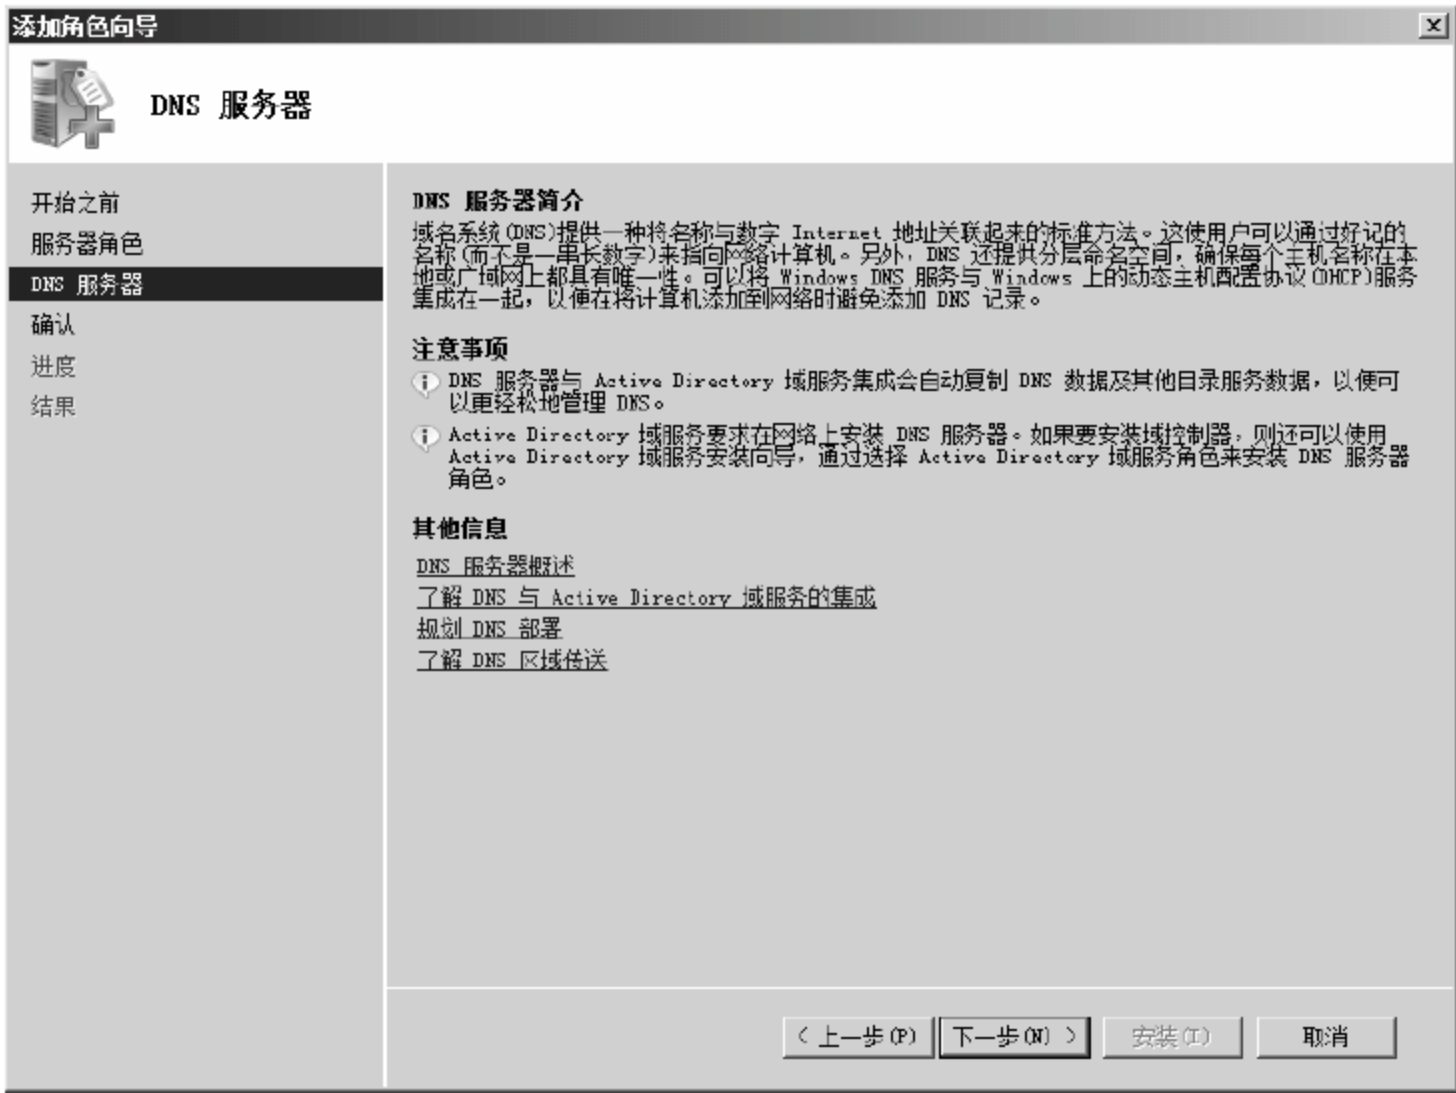 添加角色向导
DNS 服务器
开始之前
服务器角色
DNS 服务器
确认
进度
结果
DNS 服务器简介
域名系统(DNS)提供一种将名称与数字 Internet 地址关联起来的标准方法。这使用户可以通过好记的
名称(而不是一串长数字)来指向网络计算机。另外，DNS 还提供分层命名空间，确保每个主机名称在本
地或广域网上都具有唯一性。可以将 Windows DNS 服务与 Windows 上的动态主机配置协议(DHCP)服务
集成在一起，以便在将计算机添加到网络时避免添加 DNS 记录。
注意事项
DNS 服务器与 Active Directory 域服务集成会自动复制 DNS 数据及其他目录服务数据，以便可
以更轻松地管理 DNS。
Active Directory 域服务要求在网络上安装 DNS 服务器。如果要安装域控制器，则还可以使用
Active Directory 域服务安装向导，通过选择 Active Directory 域服务角色来安装 DNS 服务器
角色。
其他信息
DNS 服务器概述
了解 DNS 与 Active Directory 域服务的集成
规划 DNS 部署
了解 DNS 区域传送
< 上一步(P) 下一步(N) > 安装(I) 取消